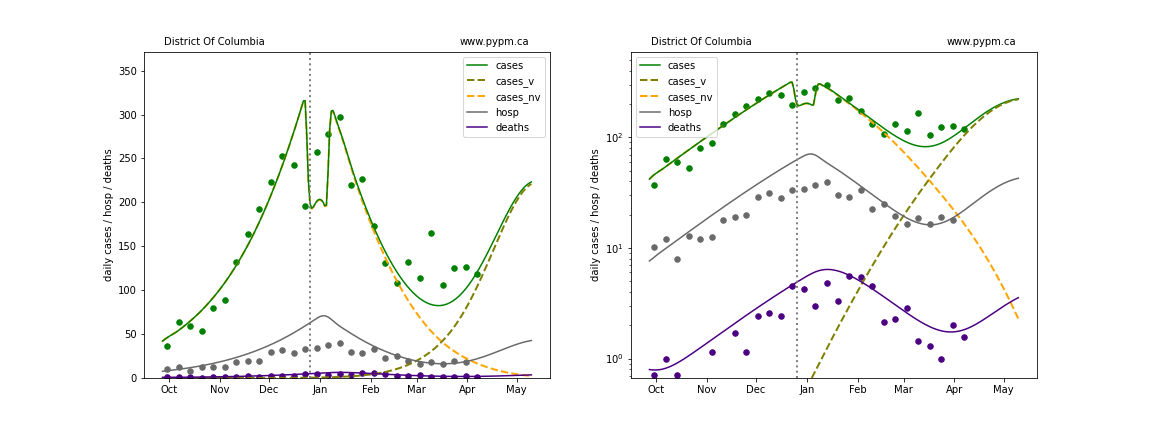 District Of Columbia www.pypm.ca
cases
cases_v
cases_nv
hosp
deaths
daily cases / hosp / deaths
350
300
250
200
150
100
50
0
Oct Nov Dec Jan Feb Mar Apr May
District Of Columbia www.pypm.ca
cases
cases_v
cases_nv
hosp
deaths
daily cases / hosp / deaths
10²
10¹
10⁰
Oct Nov Dec Jan Feb Mar Apr May